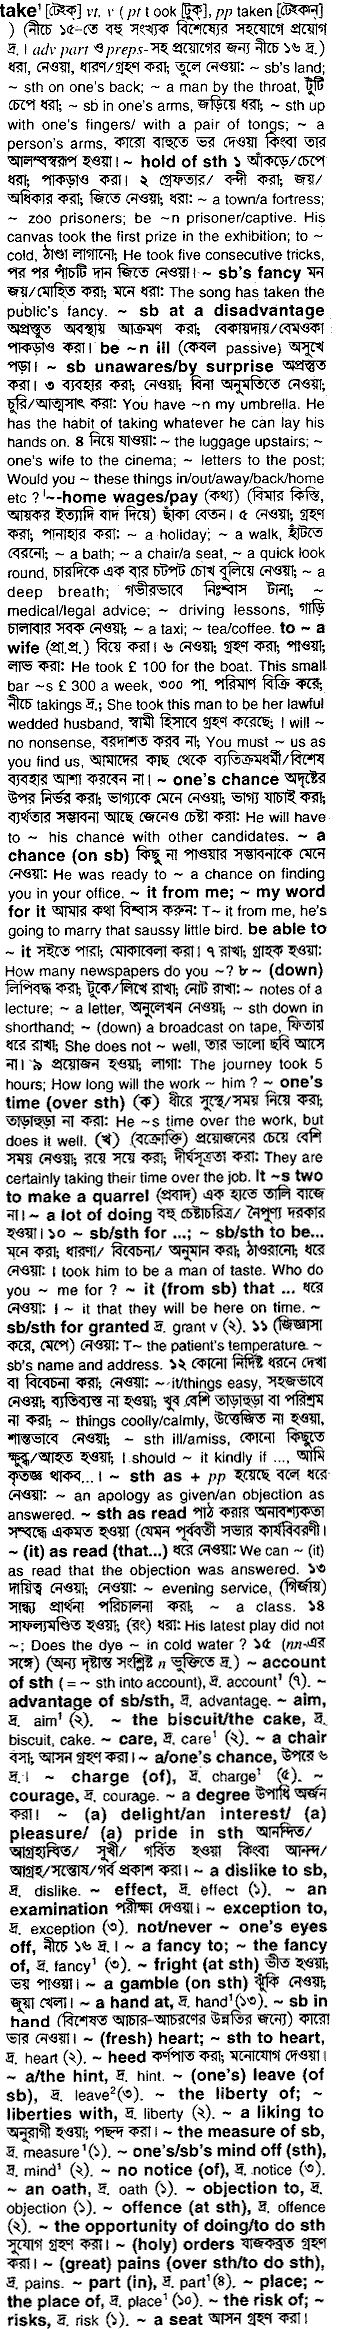 take¹ [টেইক্] vt, v ( pt t ook [টুক্], pp taken [টেইকান্]
) (নীচে ১৫-তে বহু সংখ্যক বিশেষ্যের সহযোগে প্রয়োগ
দ্র. । adv part ও preps-সহ প্রয়োগের জন্য নীচে ১৬ দ্র.)
ধরা, নেওয়া, ধারণ/গ্রহণ করা, তুলে নেওয়া: ~ sb's land;
~ sth on one's back; ~ a man by the throat, টুটি
চেপে ধরা; ~ sb in one's arms, জড়িয়ে ধরা; ~ sth up
with one's fingers/ with a pair of tongs; ~ a
person's arms, কারো বাহুতে ভর দেওয়া কিংবা তার
আলম্বস্বরূপ হওয়া। ~ hold of sth ১ আঁকড়ে/চেপে
ধরা, পাকড়াও করা। ২ গ্রেফতার/ বন্দী করা, জয়/
অধিকার করা, জিতে নেওয়া, ধরা: ~ a town/a fortress;
~ zoo prisoners; be ~n prisoner/captive. His
canvas took the first prize in the exhibition; to ~
cold, ঠাণ্ডা লাগানো; He took five consecutive tricks,
পর পর পাঁচটি দান জিতে নেওয়া। ~ sb's fancy মন
জয়/মোহিত করা; মনে ধরা: The song has taken the
public's fancy. ~ sb at a disadvantage
অপ্রস্তুত অবস্থায় আক্রমণ করা, বেকায়দায়/বেমওকা
পাকড়াও করা। be ~n ill (কেবল passive) অসুখে
পড়া। ~ sb unawares/by surprise অপ্রস্তুত
করা। ৩ ব্যবহার করা, নেওয়া, বিনা অনুমতিতে নেওয়া,
চুরি/আত্মসাৎ করা: You have ~n my umbrella. He
has the habit of taking whatever he can lay his
hands on. ৪ নিয়ে যাওয়া: ~ the luggage upstairs; ~
one's wife to the cinema; ~ letters to the post;
Would you ~ these things in/out/away/back/home
etc ? '~-home wages/pay (কথ্য) (বিমার কিস্তি,
আয়কর ইত্যাদি বাদ দিয়ে) ছাঁকা বেতন। ৫ নেওয়া, গ্রহণ
করা, পানাহার করা: ~ a holiday; ~ a walk, হাঁটতে
বেরনো; ~ a bath; ~ a chair/a seat, ~ a quick look
round, চারদিকে এক বার চটপট চোখ বুলিয়ে নেওয়া; ~ a
deep breath; গভীরভাবে নিঃশ্বাস টানা; ~
medical/legal advice; ~ driving lessons, গাড়ি
চালাবার সবক নেওয়া; ~ a taxi; ~ tea/coffee. to ~ a
wife (প্রা.প্র.) বিয়ে করা। ৬ নেওয়া, গ্রহণ করা, পাওয়া,
লাভ করা: He took £ 100 for the boat. This small
bar ~s £ 300 a week, ৩০০ পা. পরিমাণ বিক্রি করে;
নীচে takings দ্র.; She took this man to be her lawful
wedded husband, স্বামী হিসাবে গ্রহণ করেছে; I will ~
no nonsense, বরদাশত করব না; You must ~ us as
you find us, আমাদের কাছ থেকে ব্যতিক্রমধর্মী/বিশেষ
ব্যবহার আশা করবেন না। ~ one's chance অদৃষ্টের
উপর নির্ভর করা, ভাগ্যকে মেনে নেওয়া, ভাগ্য যাচাই করা,
ব্যর্থতার সম্ভাবনা আছে জেনেও চেষ্টা করা: He will have
to ~ his chance with other candidates. ~ a
chance (on sb) কিছু না পাওয়ার সম্ভাবনাকে মেনে
নেওয়া: He was ready to ~ a chance on finding
you in your office. ~ it from me; ~ my word
for it আমার কথা বিশ্বাস করুন: T~ it from me, he's
going to marry that saussy little bird. be able to
~ it সইতে পারা, মোকাবেলা করা। ৭ রাখা, গ্রাহক হওয়া:
How many newspapers do you ~? ৮ ~ (down)
লিপিবদ্ধ করা, টুকে/লিখে রাখা, নোট রাখা: ~ notes of a
lecture; ~ a letter, অনুলেখন নেওয়া, ~ sth down in
shorthand; ~ (down) a broadcast on tape, ফিতায়
ধরে রাখা; She does not ~ well, তার ভালো ছবি আসে
না। ৯ প্রয়োজন হওয়া, লাগা: The journey took 5
hours; How long will the work ~ him ? ~ one's
time (over sth) (ক) ধীরে সুস্থে/সময় নিয়ে করা,
তাড়াহুড়া না করা: He ~s time over the work, but
does it well. (খ) (বক্রোক্তি) প্রয়োজনের চেয়ে বেশি
সময় নেওয়া; রয়ে সয়ে করা, দীর্ঘসূত্রতা করা: They are
certainly taking their time over the job. It ~s two
to make a quarrel (প্রবাদ) এক হাতে তালি বাজে
না। ~ a lot of doing বহু চেষ্টাচরিত্র/ নৈপুণ্য দরকার
হওয়া। ১০ ~ sb/sth for ...; ~ sb/sth to be...
মনে করা, ধারণা/ বিবেচনা/ অনুমান করা, ঠাওরানো; ধরে
নেওয়া: I took him to be a man of taste. Who do
you ~ me for ? ~ it (from sb) that ... ধরে
নেওয়া: I ~ it that they will be here on time. ~
sb/sth for granted দ্র. grant v (২). ১১ (জিজ্ঞাসা
করে, মেপে) নেওয়া: T~ the patient's temperature. ~
sb's name and address. ১২ কোনো নির্দিষ্ট ধরনে দেখা
বা বিবেচনা করা, নেওয়া: ~ it/things easy, সহজভাবে
নেওয়া, ব্যতিব্যস্ত না হওয়া, খুব বেশি তাড়াহুড়া বা পরিশ্রম
না করা; ~ things coolly/calmly, উত্তেজিত না হওয়া,
শান্তভাবে নেওয়া; ~ sth ill/amiss, কোনো কিছুতে
ক্ষুব্ধ/আহত হওয়া; I should ~ it kindly if ..., আমি
কৃতজ্ঞ থাকব...। ~ sth as + pp হয়েছে বলে ধরে
নেওয়া: ~ an apology as given/an objection as
answered. ~ sth as read পাঠ করার অনাবশ্যকতা
সম্বন্ধে একমত হওয়া (যেমন পূর্ববর্তী সভার কার্যবিবরণী।
~ (it) as read (that...) ধরে নেওয়া: We can ~ (it)
as read that the objection was answered. ১৩
দায়িত্ব নেওয়া, নেওয়া: ~ evening service, (গির্জায়)
সান্ধ্য প্রার্থনা পরিচালনা করা, ~ a class. ১৪
সাফল্যমণ্ডিত হওয়া, (রং) ধরা: His latest play did not
~; Does the dye ~ in cold water ? ১৫ (nn-এর
সঙ্গে) (অন্য দৃষ্টান্ত সংশ্লিষ্ট n ভুক্তিতে দ্র.) ~ account
of sth ( = ~ sth into account), দ্র. account¹ (৭). ~
advantage of sb/sth, দ্র. advantage. ~ aim,
দ্র. aim¹ (২). ~ the biscuit/the cake, দ্র.
biscuit, cake. ~ care, দ্র. care¹ (২). ~ a chair
বসা, আসন গ্রহণ করা। ~ a/one's chance, উপরে ৬
দ্র.। ~ charge (of), দ্র. charge¹ (৫). ~
courage, দ্র. courage. ~ a degree উপাধি অর্জন
করা। ~ (a) delight/an interest/ (a)
pleasure/ (a) pride in sth আনন্দিত/
আগ্রহান্বিত/ সুখী/ গর্বিত হওয়া কিংবা আনন্দ/
আগ্রহ/সন্তোষ/গর্ব প্রকাশ করা। ~ a dislike to sb,
দ্র. dislike. ~ effect, দ্র. effect (১). ~ an
examination পরীক্ষা দেওয়া। ~ exception to,
দ্র. exception (৩). not/never ~ one's eyes
off, নীচে ১৬ দ্র.। ~ a fancy to; ~ the fancy
of, দ্র. fancy¹ (৩). ~ fright (at sth) ভীত হওয়া,
ভয় পাওয়া। ~ a gamble (on sth) ঝুঁকি নেওয়া,
জুয়া খেলা। ~ a hand at, দ্র. hand¹(১৩). ~ sb in
hand (বিশেষত আচার-আচরণের উন্নতির জন্যে) কারো
ভার নেওয়া। ~ (fresh) heart; ~ sth to heart,
দ্র. heart (২). ~ heed কর্ণপাত করা, মনোযোগ দেওয়া।
~ a/the hint, দ্র. hint. ~ (one's) leave (of
sb), দ্র. leave²(৩). ~ the liberty of; ~
liberties with, দ্র. liberty (২). ~ a liking to
অনুরাগী হওয়া, পছন্দ করা। ~ the measure of sb,
দ্র. measure¹(১). ~ one's/sb's mind off (sth),
দ্র. mind¹ (২). ~ no notice (of), দ্র. notice (৩).
~ an oath, দ্র. oath (১). ~ objection to, দ্র.
objection (১). ~ offence (at sth), দ্র. offence
(২). ~ the opportunity of doing/to do sth
সুযোগ গ্রহণ করা। ~ (holy) orders যাজকব্রত গ্রহণ
করা। ~ (great) pains (over sth/to do sth),
দ্র. pains. ~ part (in), দ্র. part¹(৪). ~ place; ~
the place of, দ্র. place¹ (১০). ~ the risk of; ~
risks, দ্র. risk (১). ~ a seat আসন গ্রহণ করা।